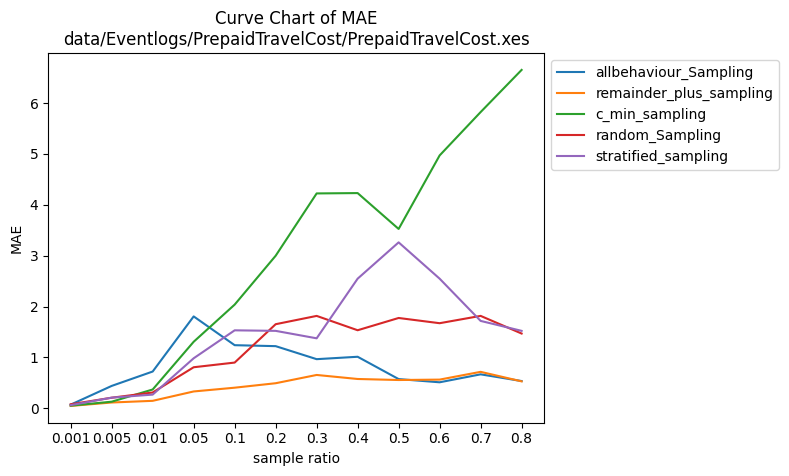 Curve Chart of MAE
data/Eventlogs/PrepaidTravelCost/PrepaidTravelCost.xes
allbehaviour_Sampling
remainder_plus_sampling
c_min_sampling
random_Sampling
stratified_sampling
MAE
6
5
4
3
2
1
0
0.001 0.005 0.01 0.05 0.1 0.2 0.3 0.4 0.5 0.6 0.7 0.8
sample ratio